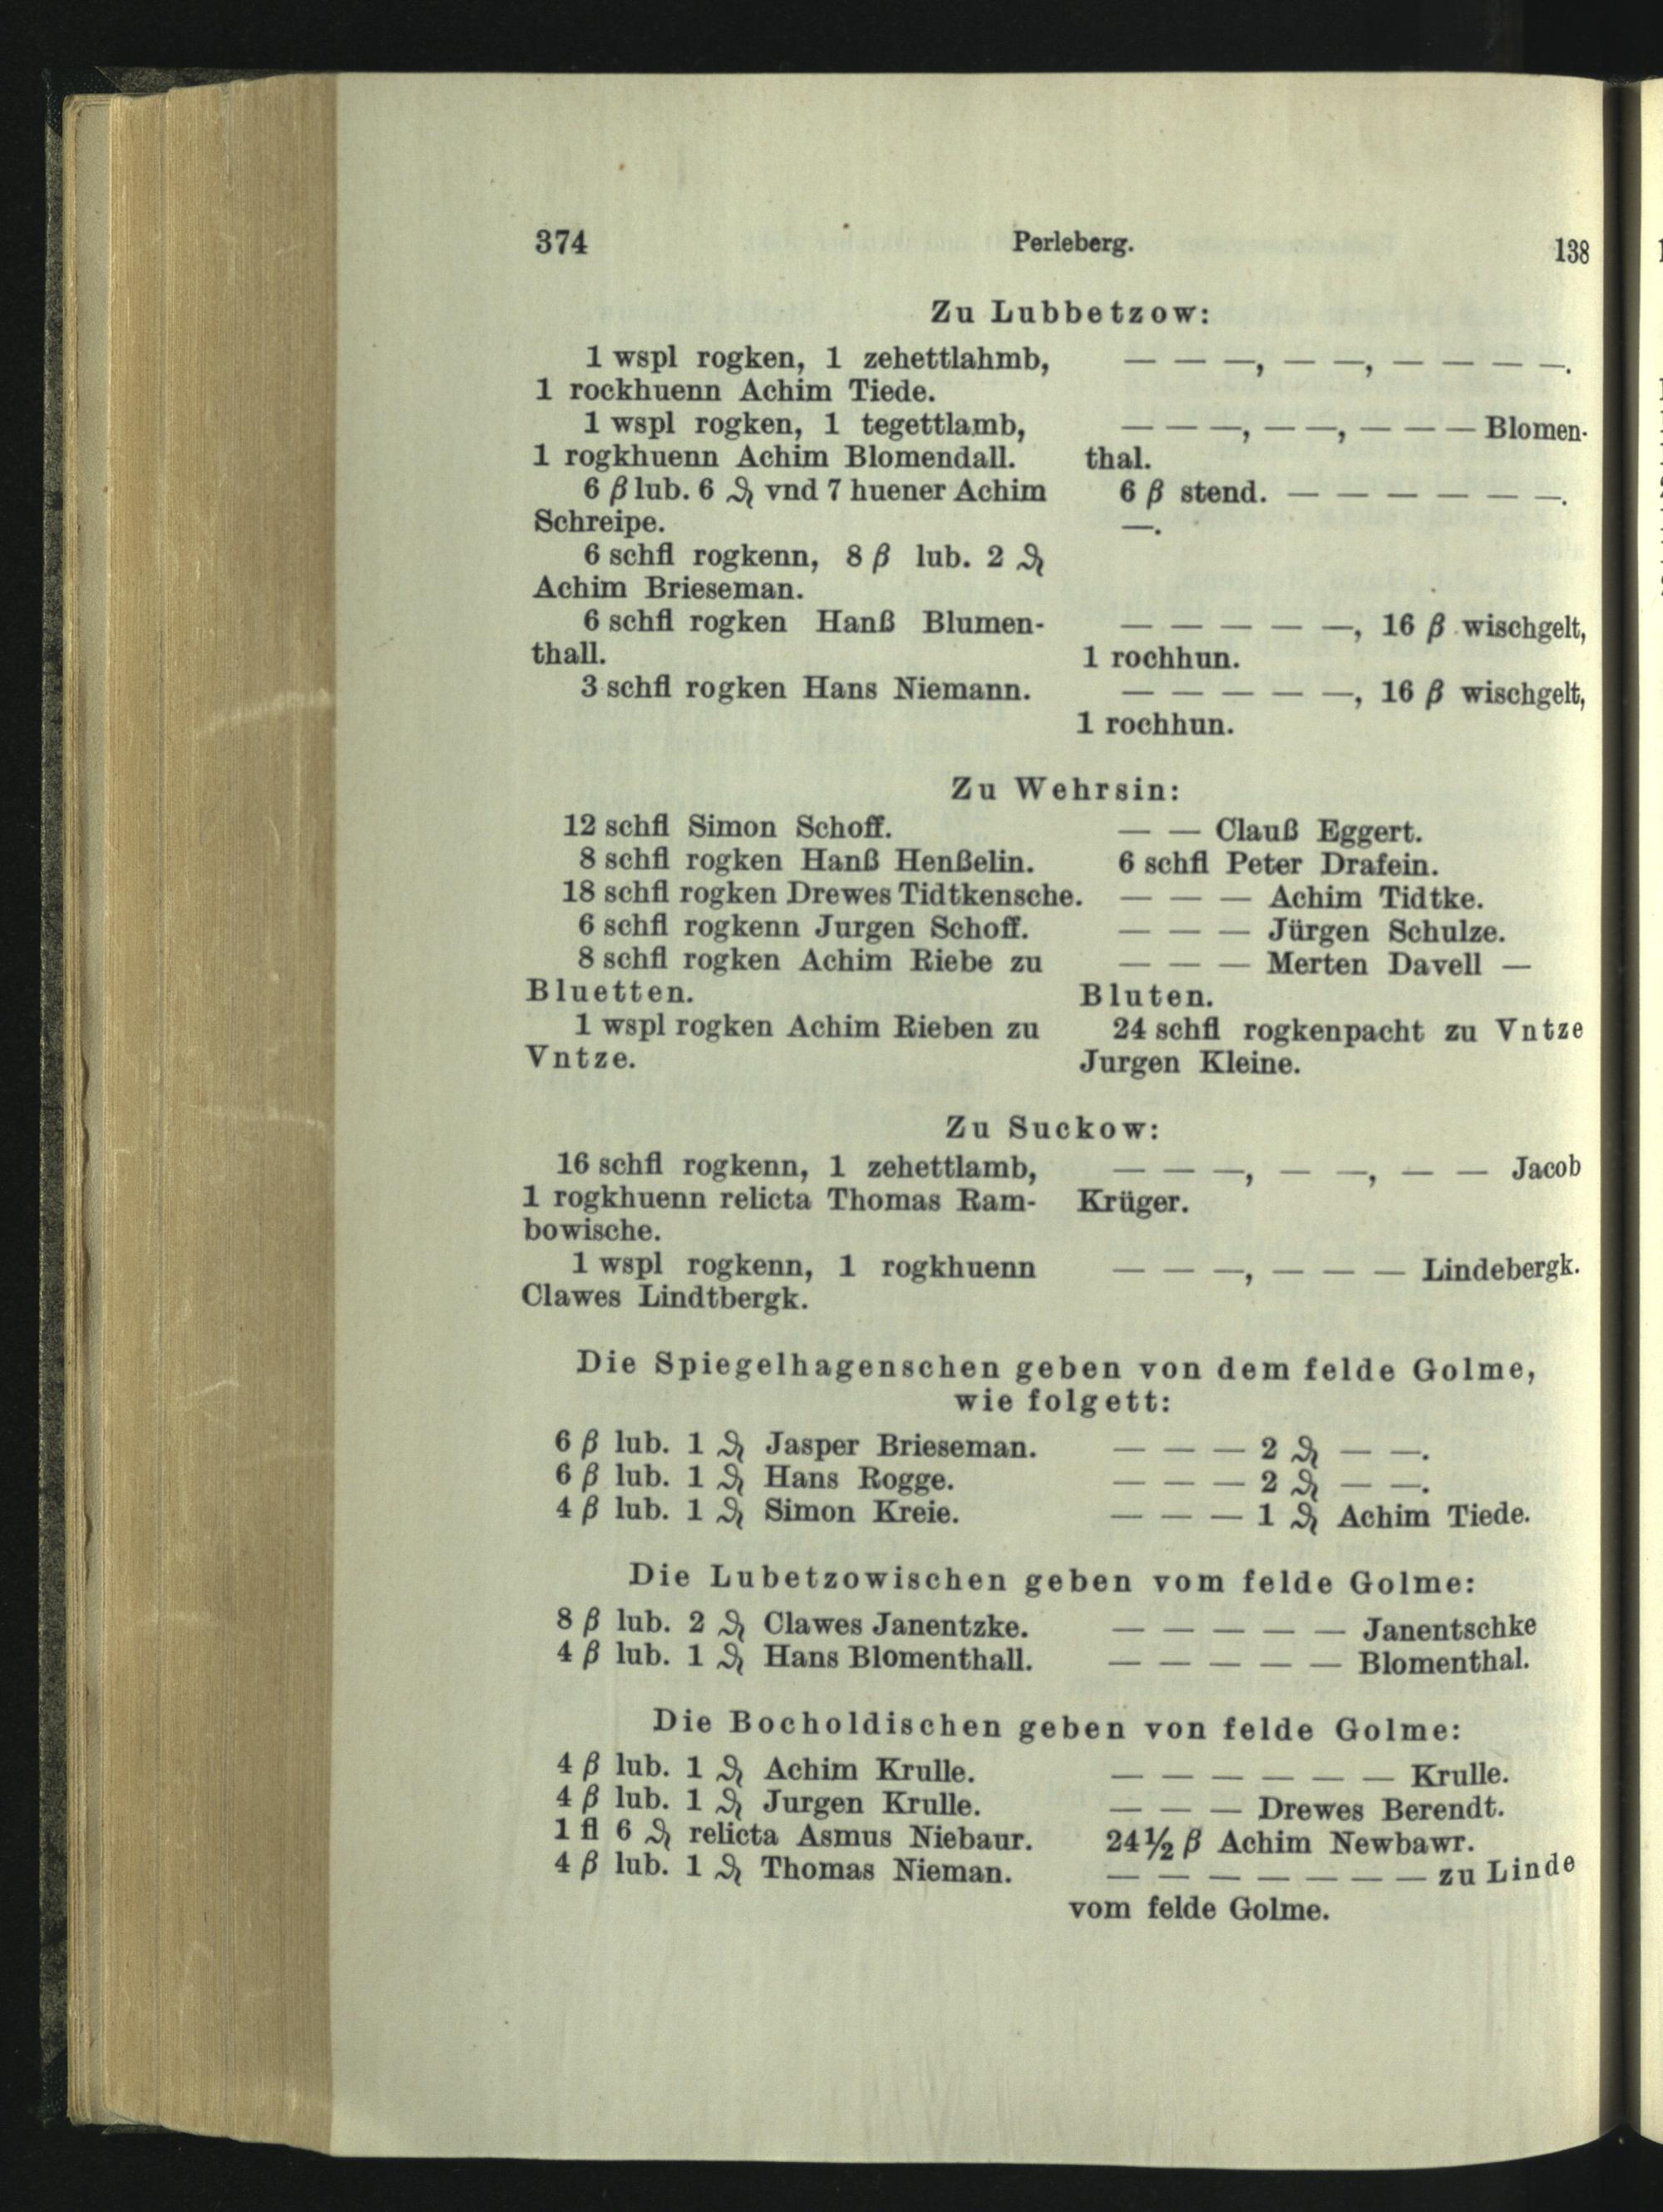 374 Perleberg. 138
Zu Lubbetzow:
1 wspl rogken, 1 zehettlahmb, — — —, — —, — — — —.
1 rockhuenn Achim Tiede.
1 wspl rogken, 1 tegettlamb, — — —, — —, — — — Blomen-
1 rogkhuenn Achim Blomendall. thal.
6 β lub. 6 ₰ vnd 7 huener Achim 6 β stend. — — — — — —.
Schreipe. —.
6 schfl rogkenn, 8 β lub. 2 ₰
Achim Brieseman.
6 schfl rogken Hanß Blumen- — — — — —, 16 β wischgelt,
thall. 1 rochhun.
3 schfl rogken Hans Niemann. — — — — —, 16 β wischgelt,
1 rochhun.
Zu Wehrsin:
12 schfl Simon Schoff. — — Clauß Eggert.
8 schfl rogken Hanß Henßelin. 6 schfl Peter Drafein.
18 schfl rogken Drewes Tidtkensche. — — — Achim Tidtke.
6 schfl rogkenn Jurgen Schoff. — — — Jürgen Schulze.
8 schfl rogken Achim Riebe zu — — — Merten Davell —
Bluetten. Bluten.
1 wspl rogken Achim Rieben zu 24 schfl rogkenpacht zu Vntze
Vntze. Jurgen Kleine.
Zu Suckow:
16 schfl rogkenn, 1 zehettlamb, — — —, — —, — — Jacob
1 rogkhuenn relicta Thomas Ram- Krüger.
bowische.
1 wspl rogkenn, 1 rogkhuenn — — —, — — — Lindebergk.
Clawes Lindtbergk.
Die Spiegelhagenschen geben von dem felde Golme,
wie folgett:
6 β lub. 1 ₰ Jasper Brieseman. — — — 2 ₰ — —.
6 β lub. 1 ₰ Hans Rogge. — — — 2 ₰ — —.
4 β lub. 1 ₰ Simon Kreie. — — — 1 ₰ Achim Tiede.
Die Lubetzowischen geben vom felde Golme:
8 β lub. 2 ₰ Clawes Janentzke. — — — — — Janentschke
4 β lub. 1 ₰ Hans Blomenthall. — — — — — Blomenthal.
Die Bocholdischen geben von felde Golme:
4 β lub. 1 ₰ Achim Krulle. — — — — — — Krulle.
4 β lub. 1 ₰ Jurgen Krulle. — — — Drewes Berendt.
1 fl 6 ₰ relicta Asmus Niebaur. 24½ β Achim Newbawr.
4 β lub. 1 ₰ Thomas Nieman. — — — — — — — zu Linde
vom felde Golme.